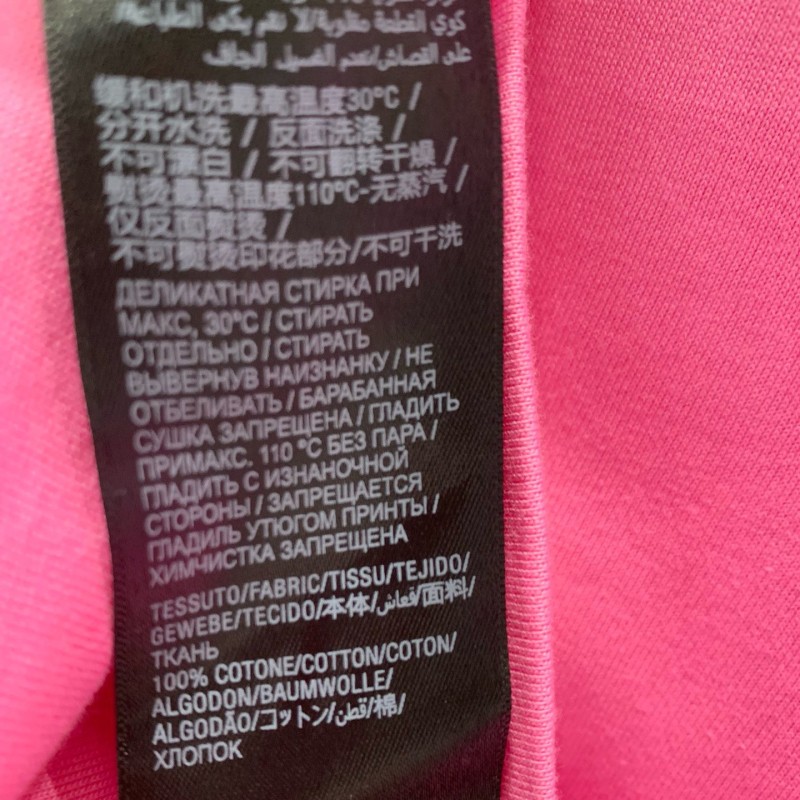 كوي القطعة مقلوبة/لا تقم بكي الطباعة/
على القصاش/عدم الغسيل الجاف
缓和机洗最高温度30°C /
分开水洗 / 反面洗涤 /
不可漂白 / 不可翻转干燥 /
熨烫最高温度110°C-无蒸汽 /
仅反面熨烫 /
不可熨烫印花部分/不可干洗
ДЕЛИКАТНАЯ СТИРКА ПРИ
МАКС, 30°C / СТИРАТЬ
ОТДЕЛЬНО / СТИРАТЬ
ВЫВЕРНУВ НАИЗНАНКУ / НЕ
ОТБЕЛИВАТЬ / БАРАБАННАЯ
СУШКА ЗАПРЕЩЕНА / ГЛАДИТЬ
ПРИМАКС. 110 °C БЕЗ ПАРА /
ГЛАДИТЬ С ИЗНАНОЧНОЙ
СТОРОНЫ / ЗАПРЕЩАЕТСЯ
ГЛАДИЛЬ УТЮГОМ ПРИНТЫ /
ХИМЧИСТКА ЗАПРЕЩЕНА
TESSUTO/FABRIC/TISSU/TEJIDO/
GEWEBE/TECIDO/本体/قعاش/面料/
ТКАНЬ
100% COTONE/COTTON/COTON/
ALGODON/BAUMWOLLE/
ALGODÃO/コットン/قطن/棉/
ХЛОПОК